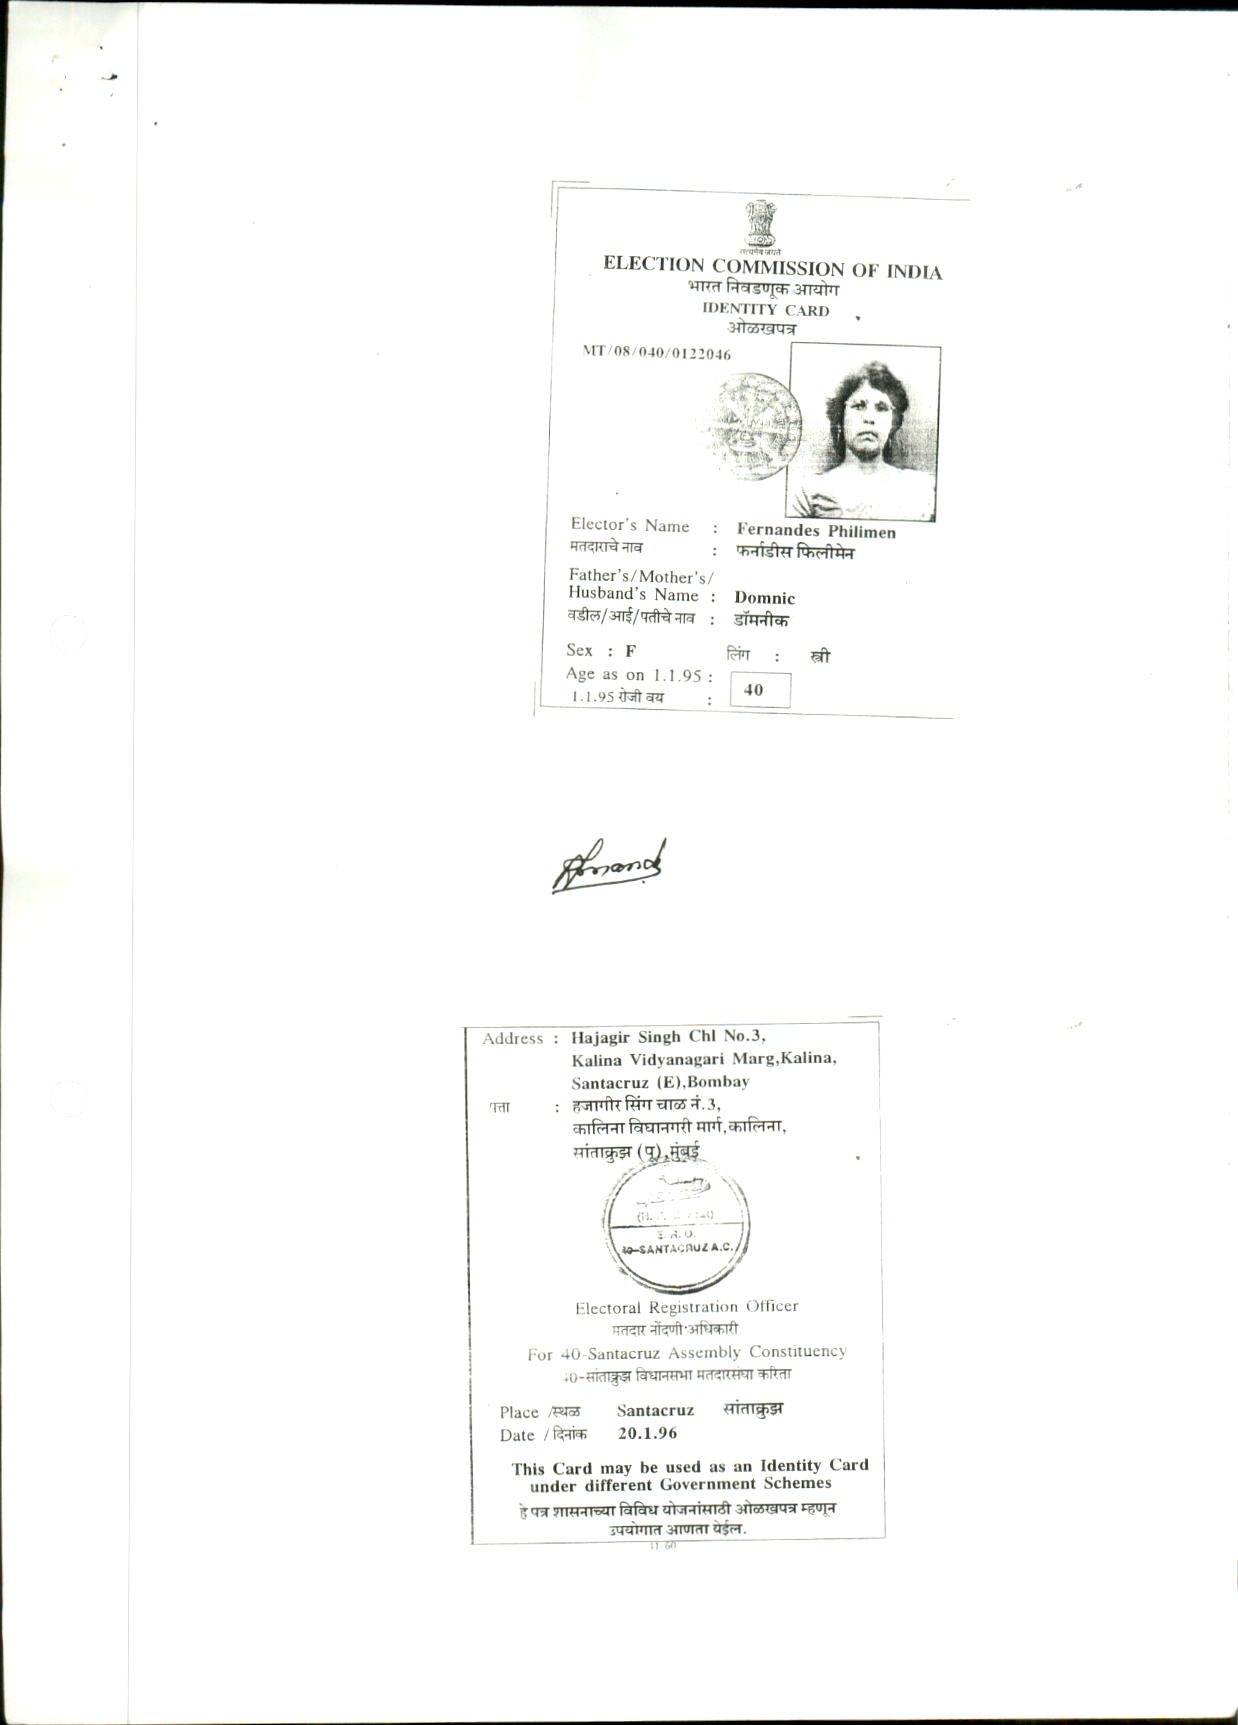 सत्यमेव जयते
ELECTION COMMISSION OF INDIA
भारत निवडणूक आयोग
IDENTITY CARD
ओळखपत्र
MT/08/040/0122046
Elector's Name : Fernandes Philimen
मतदाराचे नाव : फर्नाडीस फिलीमेन
Father's/Mother's/
Husband's Name : Domnic
वडील/आई/पतीचे नाव : डॉमनीक
Sex : F लिंग : स्त्री
Age as on 1.1.95 : 40
1.1.95 रोजी वय :
Address : Hajagir Singh Chl No.3,
Kalina Vidyanagari Marg,Kalina,
Santacruz (E),Bombay
पत्ता : हजागीर सिंग चाळ नं.3,
कालिना विघानगरी मार्ग,कालिना,
सांताक्रुझ (पू),मुंबई
E.R.O.
40-SANTACRUZ A.C.
Electoral Registration Officer
मतदार नोंदणी अधिकारी
For 40-Santacruz Assembly Constituency
40-सांताक्रुझ विधानसभा मतदारसंघा करिता
Place /स्थळ Santacruz सांताक्रुझ
Date / दिनांक 20.1.96
This Card may be used as an Identity Card
under different Government Schemes
हे पत्र शासनाच्या विविध योजनांसाठी ओळखपत्र म्हणून
उपयोगात आणता येईल.